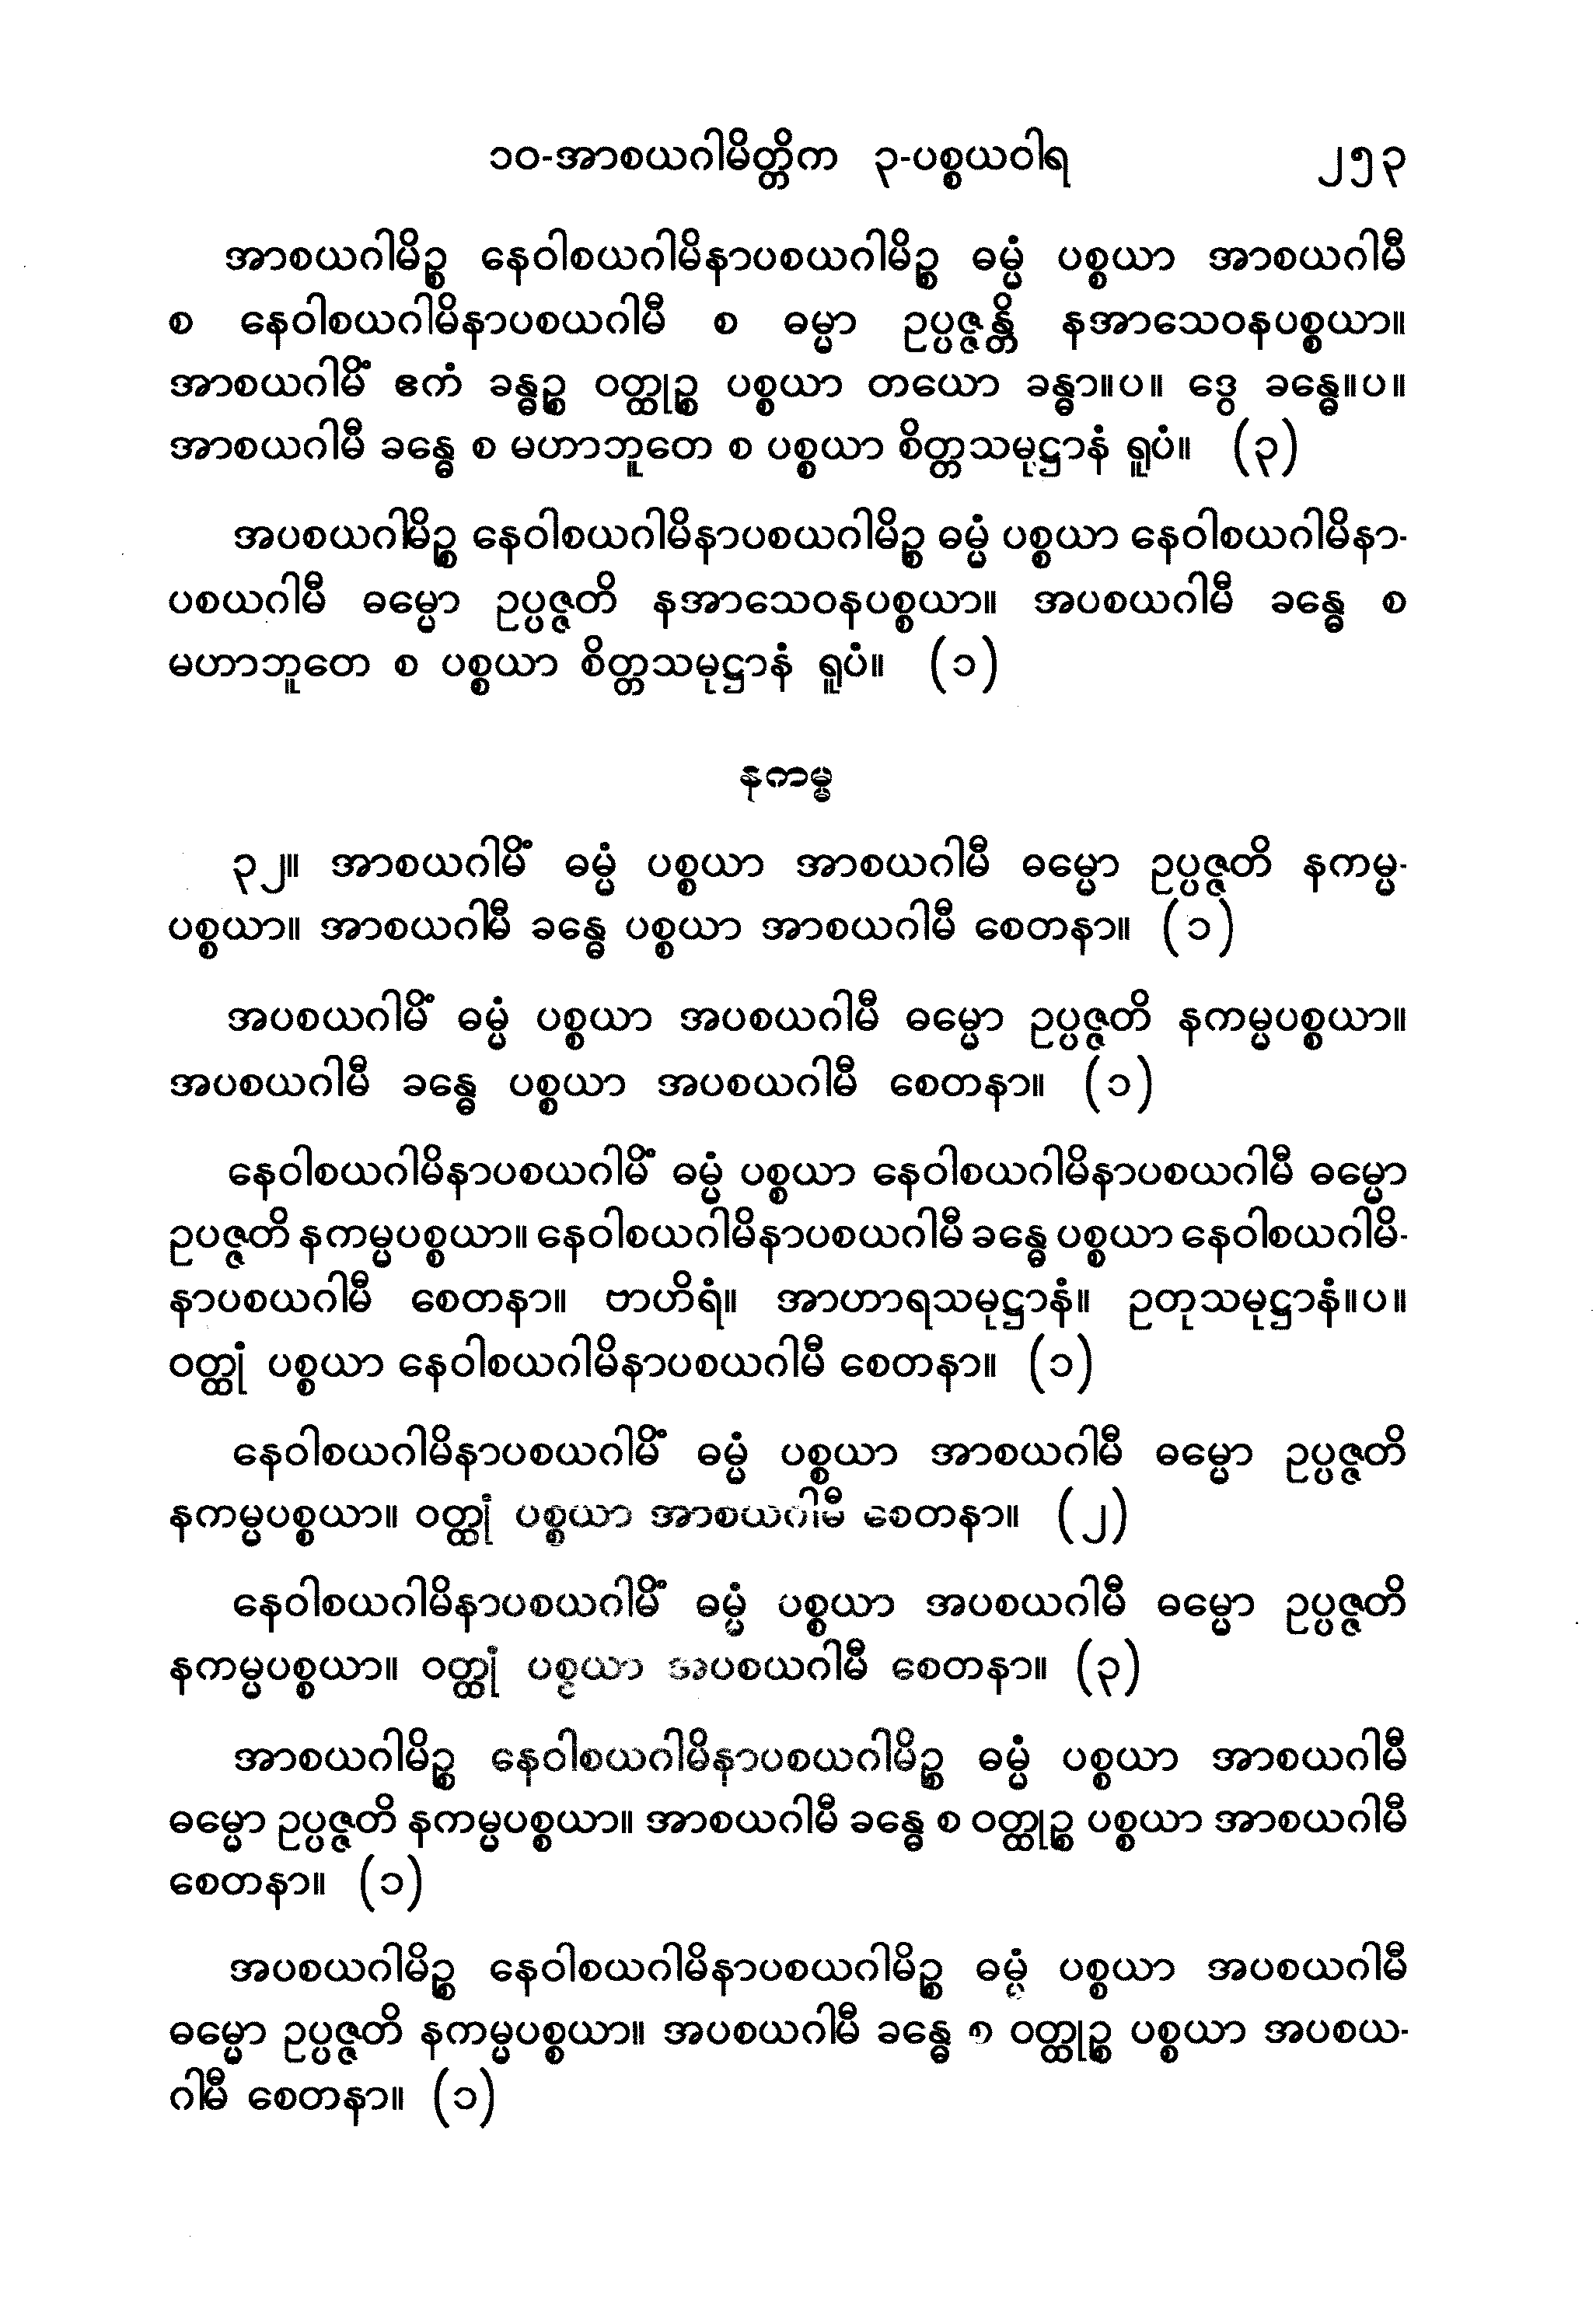 ၁၀-အာစယဂါမိတ္တိက ၃-ပစ္စယဝါရ ၂၅၃
အာစယဂါမိဉ္စ နေဝါစယဂါမိနာပစယဂါမိဉ္စ ဓမ္မံ ပစ္စယာ အာစယဂါမီ
စ နေဝါစယဂါမိနာပစယဂါမီ စ ဓမ္မာ ဥပ္ပဇ္ဇန္တိ နအာသေဝနပစ္စယာ။
အာစယဂါမိံ ဧကံ ခန္ဓဉ္စ ဝတ္ထုဉ္စ ပစ္စယာ တယော ခန္ဓာ။ပ။ ဒွေ ခန္ဓေ။ပ။
အာစယဂါမီ ခန္ဓေ စ မဟာဘူတေ စ ပစ္စယာ စိတ္တသမုဋ္ဌာနံ ရူပံ။ (၃)
အပစယဂါမိဉ္စ နေဝါစယဂါမိနာပစယဂါမိဉ္စ ဓမ္မံ ပစ္စယာ နေဝါစယဂါမိနာ-
ပစယဂါမီ ဓမ္မော ဥပ္ပဇ္ဇတိ နအာသေဝနပစ္စယာ။ အပစယဂါမီ ခန္ဓေ စ
မဟာဘူတေ စ ပစ္စယာ စိတ္တသမုဋ္ဌာနံ ရူပံ။ (၁)
နကမ္မ
၃၂။ အာစယဂါမိံ ဓမ္မံ ပစ္စယာ အာစယဂါမီ ဓမ္မော ဥပ္ပဇ္ဇတိ နကမ္မ-
ပစ္စယာ။ အာစယဂါမီ ခန္ဓေ ပစ္စယာ အာစယဂါမီ စေတနာ။ (၁)
အပစယဂါမိံ ဓမ္မံ ပစ္စယာ အပစယဂါမီ ဓမ္မော ဥပ္ပဇ္ဇတိ နကမ္မပစ္စယာ။
အပစယဂါမီ ခန္ဓေ ပစ္စယာ အပစယဂါမီ စေတနာ။ (၁)
နေဝါစယဂါမိနာပစယဂါမိံ ဓမ္မံ ပစ္စယာ နေဝါစယဂါမိနာပစယဂါမီ ဓမ္မော
ဥပဇ္ဇတိ နကမ္မပစ္စယာ။ နေဝါစယဂါမိနာပစယဂါမီ ခန္ဓေ ပစ္စယာ နေဝါစယဂါမိ-
နာပစယဂါမီ စေတနာ။ ဗာဟိရံ။ အာဟာရသမုဋ္ဌာနံ။ ဥတုသမုဋ္ဌာနံ။ပ။
ဝတ္ထုံ ပစ္စယာ နေဝါစယဂါမိနာပစယဂါမီ စေတနာ။ (၁)
နေဝါစယဂါမိနာပစယဂါမိံ ဓမ္မံ ပစ္စယာ အာစယဂါမီ ဓမ္မော ဥပ္ပဇ္ဇတိ
နကမ္မပစ္စယာ။ ဝတ္ထုံ ပစ္စယာ အာစယဂါမီ စေတနာ။ (၂)
နေဝါစယဂါမိနာပစယဂါမိံ ဓမ္မံ ပစ္စယာ အပစယဂါမီ ဓမ္မော ဥပ္ပဇ္ဇတိ
နကမ္မပစ္စယာ။ ဝတ္ထုံ ပစ္စယာ အပစယဂါမီ စေတနာ။ (၃)
အာစယဂါမိဉ္စ နေဝါစယဂါမိနာပစယဂါမိဉ္စ ဓမ္မံ ပစ္စယာ အာစယဂါမီ
ဓမ္မော ဥပ္ပဇ္ဇတိ နကမ္မပစ္စယာ။ အာစယဂါမီ ခန္ဓေ စ ဝတ္ထုဉ္စ ပစ္စယာ အာစယဂါမီ
စေတနာ။ (၁)
အပစယဂါမိဉ္စ နေဝါစယဂါမိနာပစယဂါမိဉ္စ ဓမ္မံ ပစ္စယာ အပစယဂါမီ
ဓမ္မော ဥပ္ပဇ္ဇတိ နကမ္မပစ္စယာ။ အပစယဂါမီ ခန္ဓေ စ ဝတ္ထုဉ္စ ပစ္စယာ အပစယ-
ဂါမီ စေတနာ။ (၁)